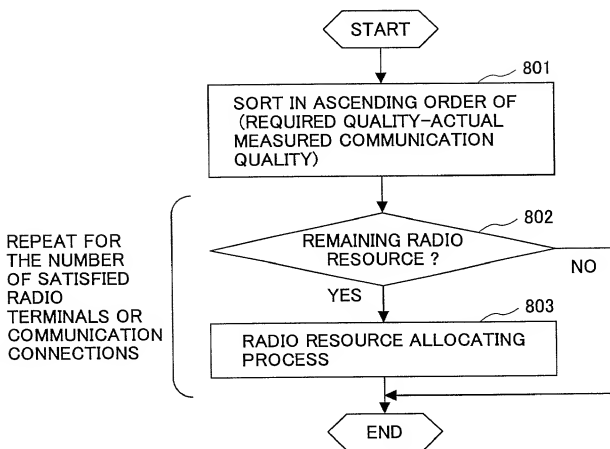 START
801
SORT IN ASCENDING ORDER OF
(REQUIRED QUALITY-ACTUAL
MEASURED COMMUNICATION
QUALITY)
802
REMAINING RADIO
RESOURCE ?
NO
YES
REPEAT FOR
THE NUMBER
OF SATISFIED
RADIO
TERMINALS OR
COMMUNICATION
CONNECTIONS
803
RADIO RESOURCE ALLOCATING
PROCESS
END